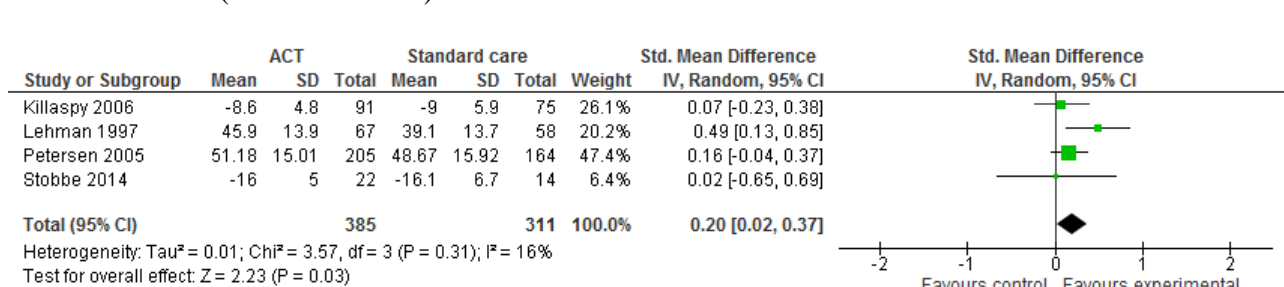 ACT Standard care Std. Mean Difference Std. Mean Difference
Study or Subgroup Mean SD Total Mean SD Total Weight IV, Random, 95% CI IV, Random, 95% CI
Killaspy 2006 -8.6 4.8 91 -9 5.9 75 26.1% 0.07 [-0.23, 0.38]
Lehman 1997 45.9 13.9 67 39.1 13.7 58 20.2% 0.49 [0.13, 0.85]
Petersen 2005 51.18 15.01 205 48.67 15.92 164 47.4% 0.16 [-0.04, 0.37]
Stobbe 2014 -16 5 22 -16.1 6.7 14 6.4% 0.02 [-0.65, 0.69]
Total (95% CI) 385 311 100.0% 0.20 [0.02, 0.37]
Heterogeneity: Tau² = 0.01; Chi² = 3.57, df = 3 (P = 0.31); I² = 16%
Test for overall effect: Z = 2.23 (P = 0.03)
-2 -1 0 1 2
Favours control Favours experimental